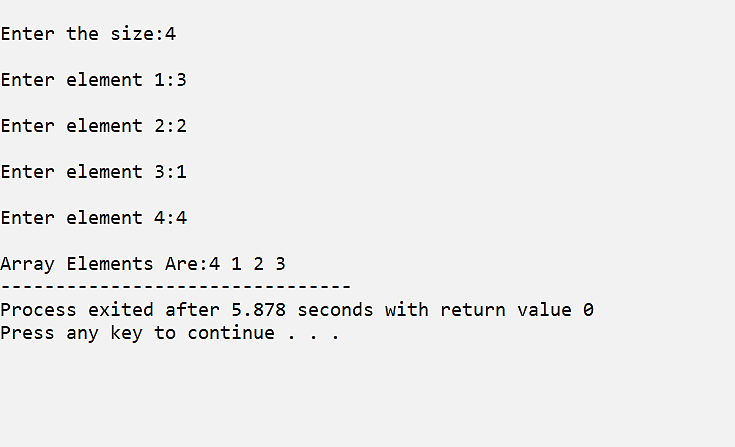 Enter the size:4
Enter element 1:3
Enter element 2:2
Enter element 3:1
Enter element 4:4
Array Elements Are:4 1 2 3
--------------------------------
Process exited after 5.878 seconds with return value 0
Press any key to continue . . .